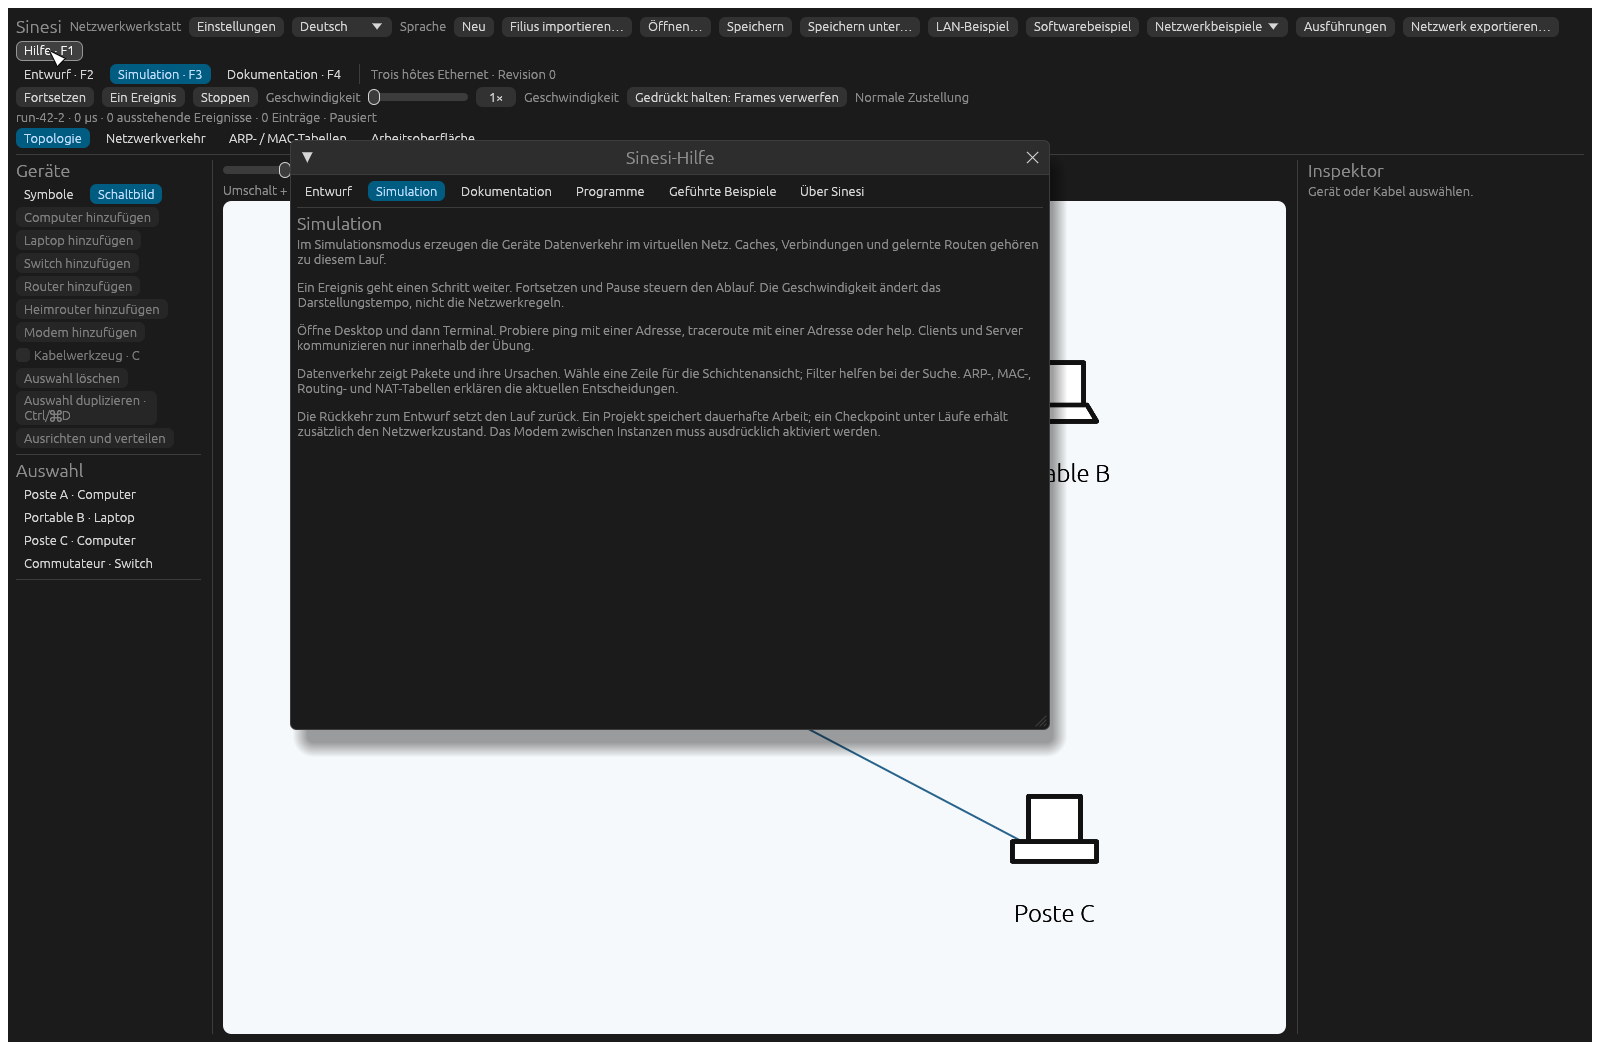 Sinesi Netzwerkwerkstatt Einstellungen Deutsch Sprache Neu Filius importieren... Öffnen... Speichern Speichern unter... LAN-Beispiel Softwarebeispiel Netzwerkbeispiele Ausführungen Netzwerk exportieren...
Hilfe · F1
Entwurf · F2 Simulation · F3 Dokumentation · F4 Trois hôtes Ethernet · Revision 0
Fortsetzen Ein Ereignis Stoppen Geschwindigkeit 1× Geschwindigkeit Gedrückt halten: Frames verwerfen Normale Zustellung
run-42-2 · 0 µs · 0 ausstehende Ereignisse · 0 Einträge · Pausiert
Topologie Netzwerkverkehr ARP- / MAC-Tabellen Arbeitsoberfläche
Geräte
Symbole Schaltbild
Computer hinzufügen
Laptop hinzufügen
Switch hinzufügen
Router hinzufügen
Heimrouter hinzufügen
Modem hinzufügen
Kabelwerkzeug · C
Auswahl löschen
Auswahl duplizieren ·
Ctrl/⌘D
Ausrichten und verteilen
Auswahl
Poste A · Computer
Portable B · Laptop
Poste C · Computer
Commutateur · Switch
Umschalt +
Sinesi-Hilfe
Entwurf Simulation Dokumentation Programme Geführte Beispiele Über Sinesi
Simulation
Im Simulationsmodus erzeugen die Geräte Datenverkehr im virtuellen Netz. Caches, Verbindungen und gelernte Routen gehören
zu diesem Lauf.
Ein Ereignis geht einen Schritt weiter. Fortsetzen und Pause steuern den Ablauf. Die Geschwindigkeit ändert das
Darstellungstempo, nicht die Netzwerkregeln.
Öffne Desktop und dann Terminal. Probiere ping mit einer Adresse, traceroute mit einer Adresse oder help. Clients und Server
kommunizieren nur innerhalb der Übung.
Datenverkehr zeigt Pakete und ihre Ursachen. Wähle eine Zeile für die Schichtenansicht; Filter helfen bei der Suche. ARP-, MAC-,
Routing- und NAT-Tabellen erklären die aktuellen Entscheidungen.
Die Rückkehr zum Entwurf setzt den Lauf zurück. Ein Projekt speichert dauerhafte Arbeit; ein Checkpoint unter Läufe erhält
zusätzlich den Netzwerkzustand. Das Modem zwischen Instanzen muss ausdrücklich aktiviert werden.
able B
Poste C
Inspektor
Gerät oder Kabel auswählen.